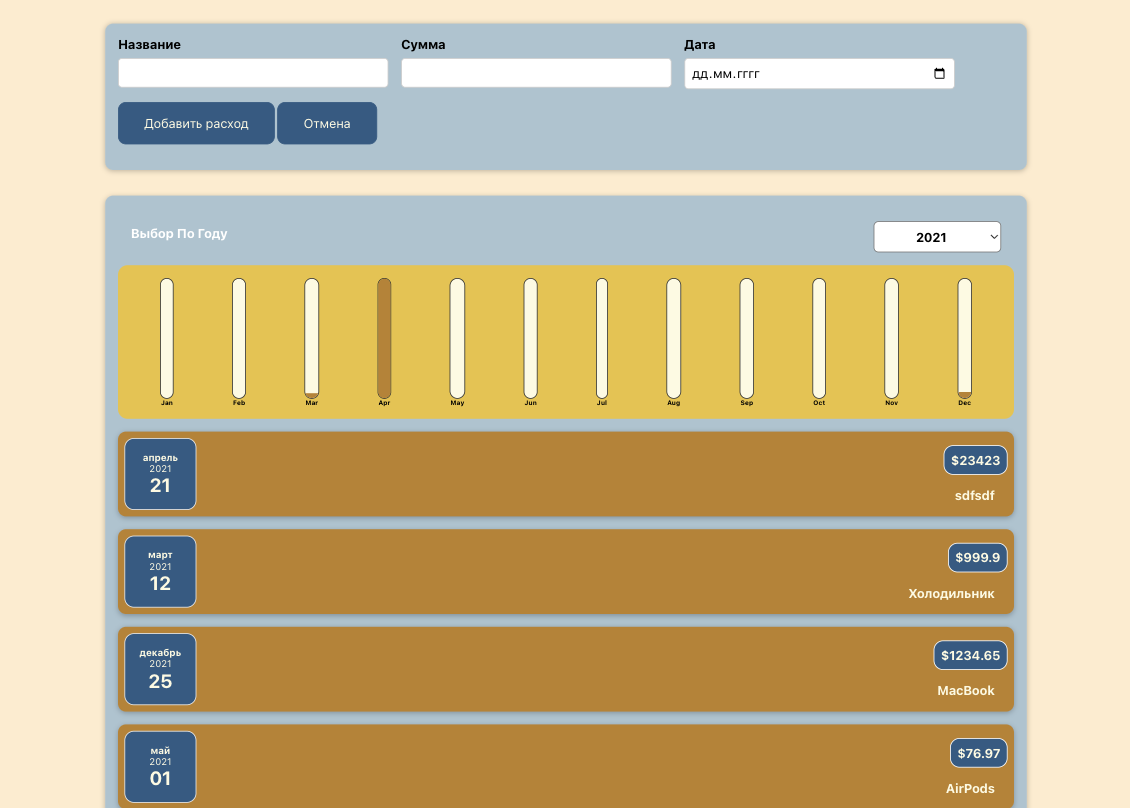 Название Сумма Дата
дд.мм.гггг
Добавить расход Отмена
Выбор По Году 2021
Jan Feb Mar Apr May Jun Jul Aug Sep Oct Nov Dec
апрель
2021
21
$23423
sdfsdf
март
2021
12
$999.9
Холодильник
декабрь
2021
25
$1234.65
MacBook
май
2021
01
$76.97
AirPods